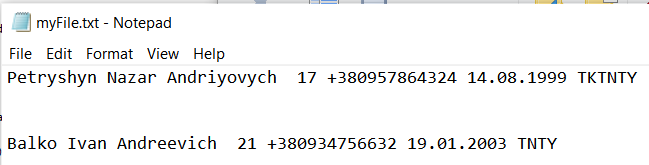 myFile.txt - Notepad
File Edit Format View Help
Petryshyn Nazar Andriyovych  17 +380957864324 14.08.1999 TKTNTY
Balko Ivan Andreevich  21 +380934756632 19.01.2003 TNTY